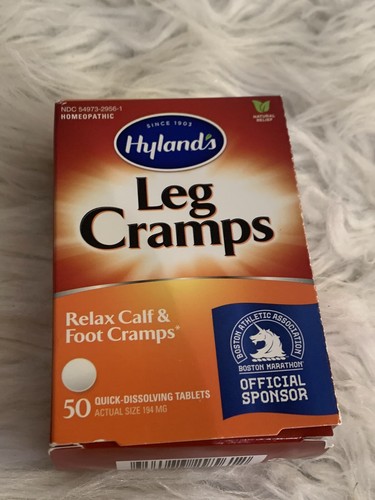 NDC 54973-2956-1
HOMEOPATHIC
NATURAL
RELIEF
SINCE 1903
Hyland's
Leg
Cramps
Relax Calf &
Foot Cramps*
50 QUICK-DISSOLVING TABLETS
ACTUAL SIZE 194 MG
BOSTON ATHLETIC ASSOCIATION
BOSTON MARATHON
OFFICIAL
SPONSOR